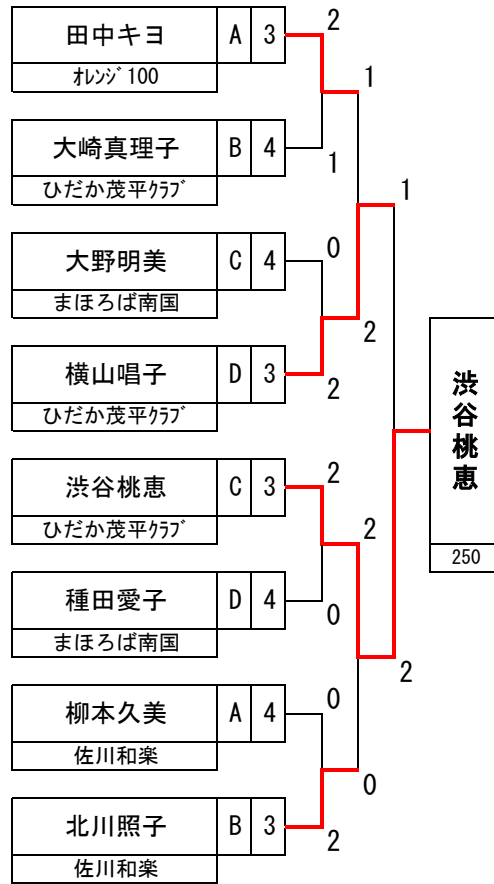 田中キヨ A 3 2
ｵﾚﾝｼﾞ100
1
大崎真理子 B 4 1
ひだか茂平ｸﾗﾌﾞ
1
大野明美 C 4 0
まほろば南国
2
横山唱子 D 3 2
ひだか茂平ｸﾗﾌﾞ
渋谷桃恵
250
渋谷桃恵 C 3 2
ひだか茂平ｸﾗﾌﾞ
2
種田愛子 D 4 0
まほろば南国
2
柳本久美 A 4 0
佐川和楽
0
北川照子 B 3 2
佐川和楽